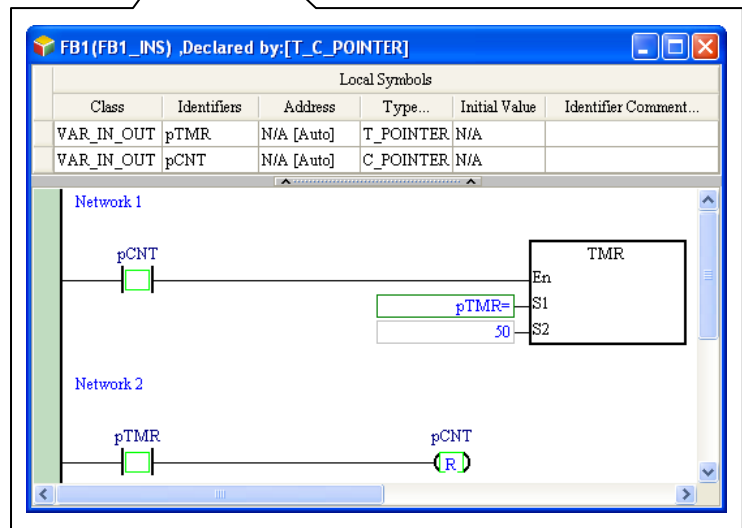 FB1(FB1_INS) ,Declared by:[T_C_POINTER]
Local Symbols
Class Identifiers Address Type... Initial Value Identifier Comment...
VAR_IN_OUT pTMR N/A [Auto] T_POINTER N/A
VAR_IN_OUT pCNT N/A [Auto] C_POINTER N/A
Network 1
pCNT TMR
En
pTMR= S1
50 S2
Network 2
pTMR pCNT
R